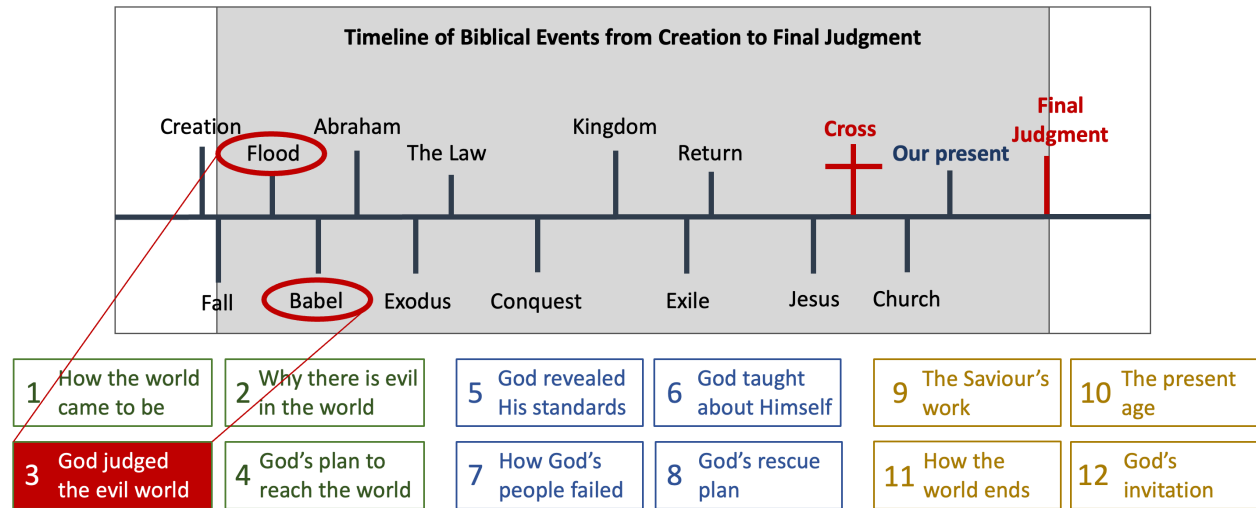 Timeline of Biblical Events from Creation to Final Judgment
Creation
Flood
Abraham
The Law
Kingdom
Return
Cross
Our present
Final
Judgment
Fall
Babel
Exodus
Conquest
Exile
Jesus
Church
1 How the world
came to be
2 Why there is evil
in the world
3 God judged
the evil world
4 God’s plan to
reach the world
5 God revealed
His standards
6 God taught
about Himself
7 How God’s
people failed
8 God’s rescue
plan
9 The Saviour’s
work
10 The present
age
11 How the
world ends
12 God’s
invitation